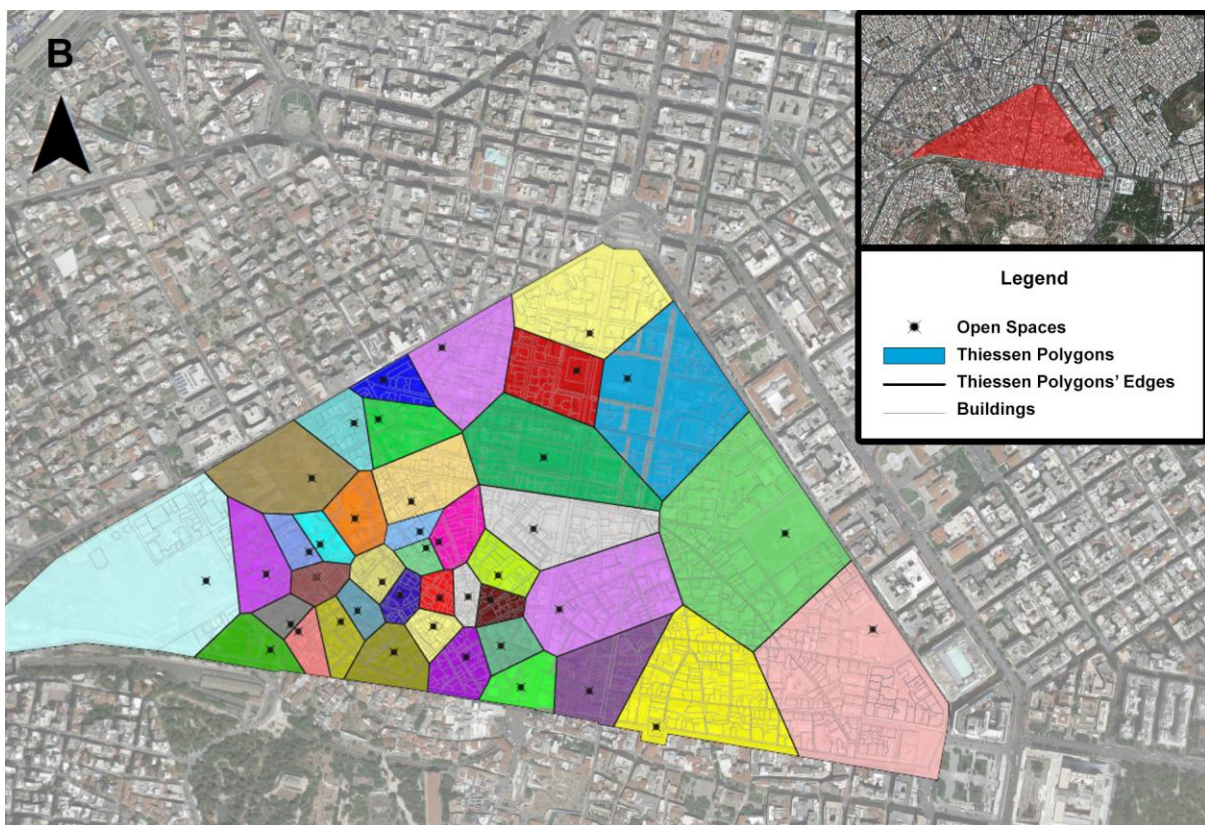 B
Legend
Open Spaces
Thiessen Polygons
Thiessen Polygons’ Edges
Buildings